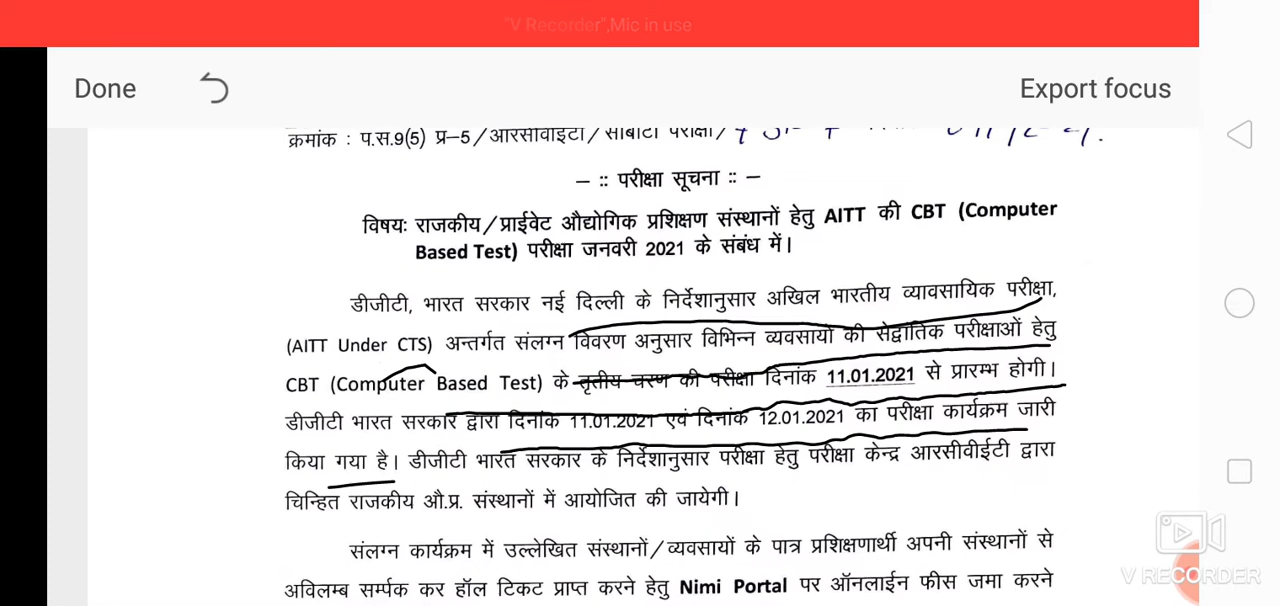 "V Recorder",Mic in use
Done
Export focus
क्रमांक : प.स.9(5) प्र–5/आरसीवीइटी/सीबीटी परीक्षा/
– :: परीक्षा सूचना :: –
विषयः राजकीय/प्राईवेट औद्योगिक प्रशिक्षण संस्थानों हेतु AITT की CBT (Computer
Based Test) परीक्षा जनवरी 2021 के संबंध में।
डीजीटी, भारत सरकार नई दिल्ली के निर्देशानुसार अखिल भारतीय व्यावसायिक परीक्षा,
(AITT Under CTS) अन्तर्गत संलग्न विवरण अनुसार विभिन्न व्यवसायों की सेद्वांतिक परीक्षाओं हेतु
CBT (Computer Based Test) के तृतीय चरण की परीक्षा दिनांक 11.01.2021 से प्रारम्भ होगी।
डीजीटी भारत सरकार द्वारा दिनांक 11.01.2021 एवं दिनांक 12.01.2021 का परीक्षा कार्यक्रम जारी
किया गया है। डीजीटी भारत सरकार के निर्देशानुसार परीक्षा हेतु परीक्षा केन्द्र आरसीवीईटी द्वारा
चिन्हित राजकीय औ.प्र. संस्थानों में आयोजित की जायेगी।
संलग्न कार्यक्रम में उल्लेखित संस्थानों/व्यवसायों के पात्र प्रशिक्षणार्थी अपनी संस्थानों से
अविलम्ब सर्म्पक कर हॉल टिकट प्राप्त करने हेतु Nimi Portal पर ऑनलाईन फीस जमा करने
V RECORDER